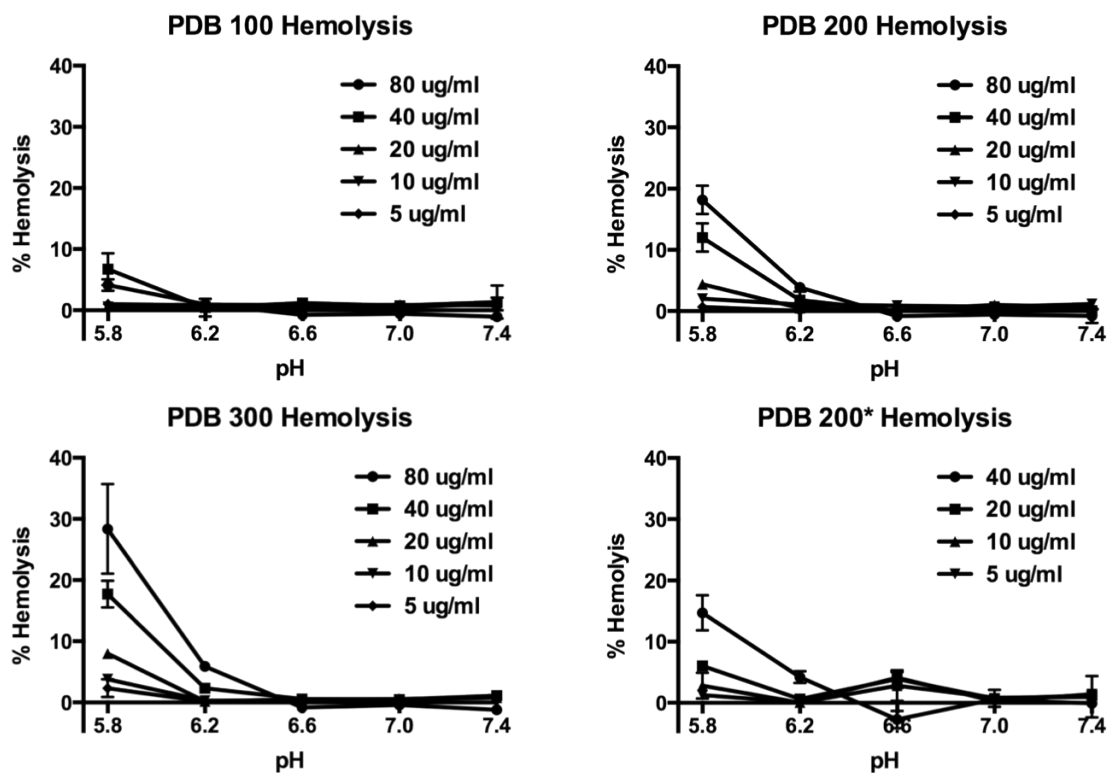 PDB 100 Hemolysis
40
30
20
10
0
% Hemolysis
80 ug/ml
40 ug/ml
20 ug/ml
10 ug/ml
5 ug/ml
5.8 6.2 6.6 7.0 7.4
pH
PDB 200 Hemolysis
40
30
20
10
0
% Hemolysis
80 ug/ml
40 ug/ml
20 ug/ml
10 ug/ml
5 ug/ml
5.8 6.2 6.6 7.0 7.4
pH
PDB 300 Hemolysis
40
30
20
10
0
% Hemolysis
80 ug/ml
40 ug/ml
20 ug/ml
10 ug/ml
5 ug/ml
5.8 6.2 6.6 7.0 7.4
pH
PDB 200* Hemolysis
40
30
20
10
0
% Hemolyis
40 ug/ml
20 ug/ml
10 ug/ml
5 ug/ml
5.8 6.2 6.6 7.0 7.4
pH